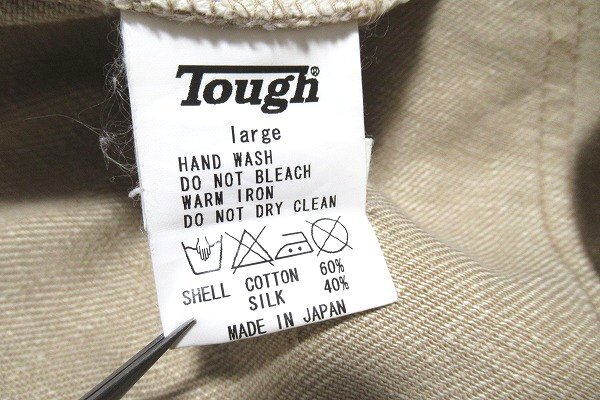 Tough®
large
HAND WASH
DO NOT BLEACH
WARM IRON
DO NOT DRY CLEAN
SHELL COTTON 60%
SILK 40%
MADE IN JAPAN